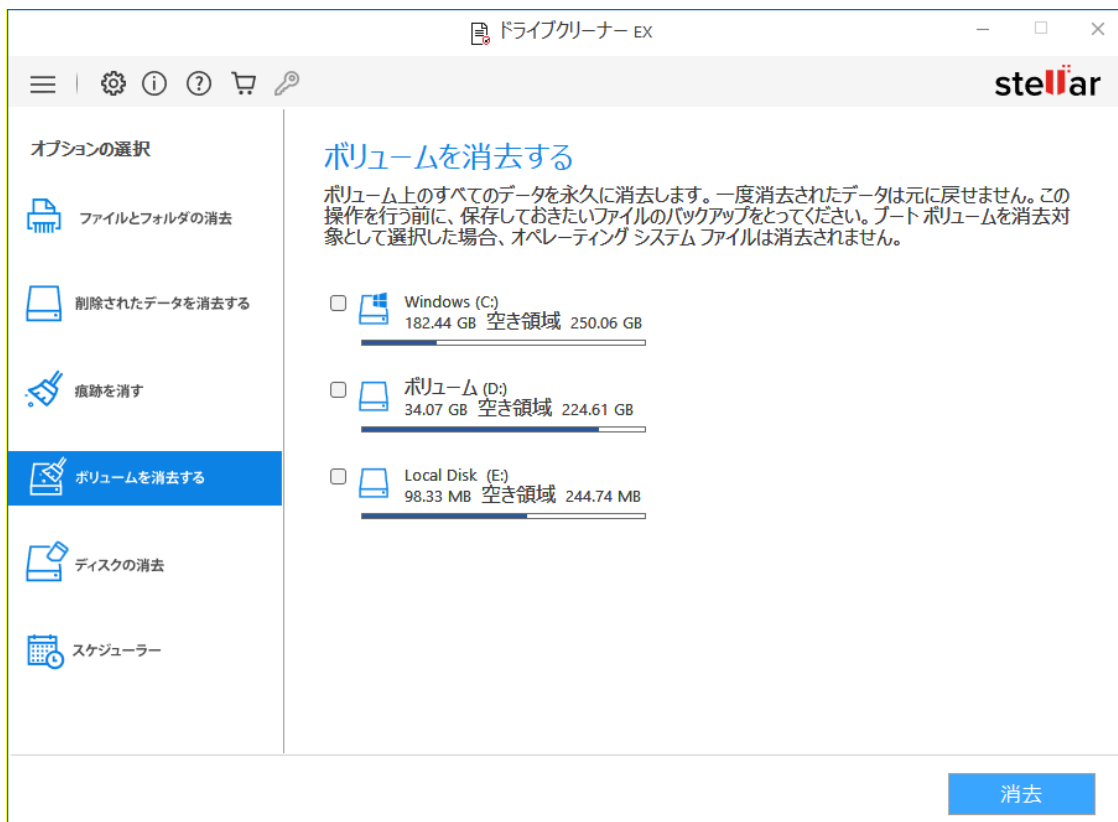 ドライブクリーナー EX
stellar
オプションの選択
ファイルとフォルダの消去
削除されたデータを消去する
痕跡を消す
ボリュームを消去する
ディスクの消去
スケジューラー
ボリュームを消去する
ボリューム上のすべてのデータを永久に消去します。一度消去されたデータは元に戻せません。この
操作を行う前に、保存しておきたいファイルのバックアップをとってください。ブート ボリュームを消去対
象として選択した場合、オペレーティング システム ファイルは消去されません。
Windows (C:)
182.44 GB 空き領域 250.06 GB
ボリューム (D:)
34.07 GB 空き領域 224.61 GB
Local Disk (E:)
98.33 MB 空き領域 244.74 MB
消去